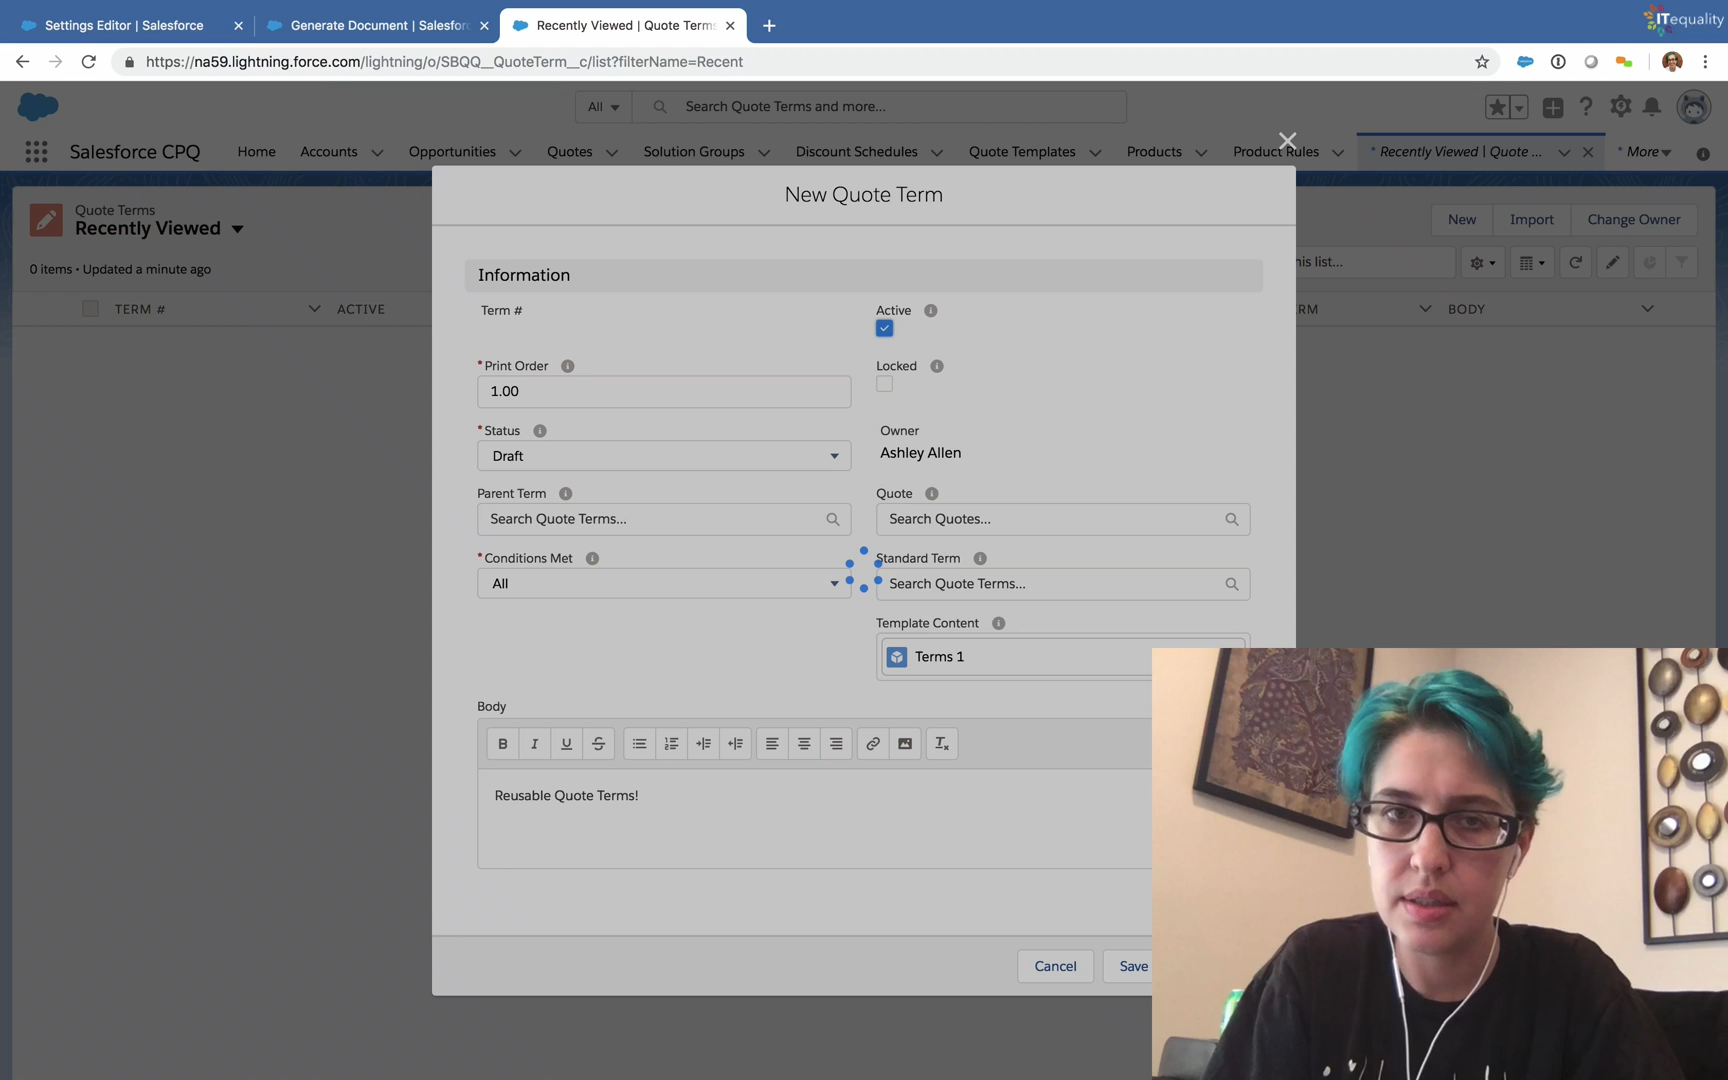 Settings Editor | Salesforce
Generate Document | Salesfor
Recently Viewed | Quote Terms
ITequality
https://na59.lightning.force.com/lightning/o/SBQQ__QuoteTerm__c/list?filterName=Recent
All
Search Quote Terms and more...
Salesforce CPQ
Home
Accounts
Opportunities
Quotes
Solution Groups
Discount Schedules
Quote Templates
Products
Product Rules
* Recently Viewed | Quote ...
* More
New Quote Term
Quote Terms
Recently Viewed
New
Import
Change Owner
0 items • Updated a minute ago
his list...
TERM #
ACTIVE
RM
BODY
Information
Term #
Active
* Print Order
1.00
Locked
* Status
Draft
Owner
Ashley Allen
Parent Term
Search Quote Terms...
Quote
Search Quotes...
* Conditions Met
All
Standard Term
Search Quote Terms...
Template Content
Terms 1
Body
B I U S
Reusable Quote Terms!
Cancel
Save